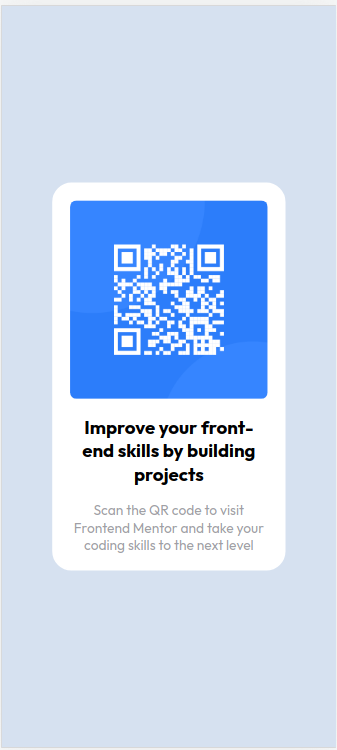 Improve your front-
end skills by building
projects
Scan the QR code to visit
Frontend Mentor and take your
coding skills to the next level